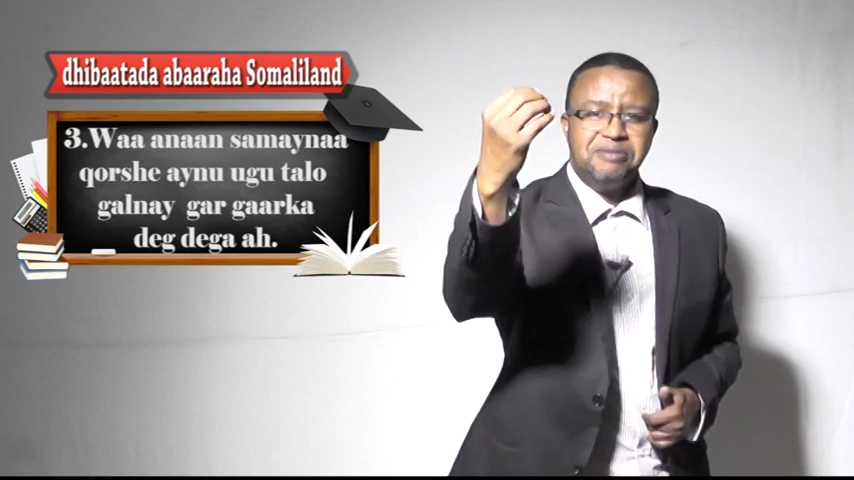 dhibaatada abaaraha Somaliland
3.Waa anaan samaynaa
qorshe aynu ugu talo
galnay gar gaarka
deg dega ah.